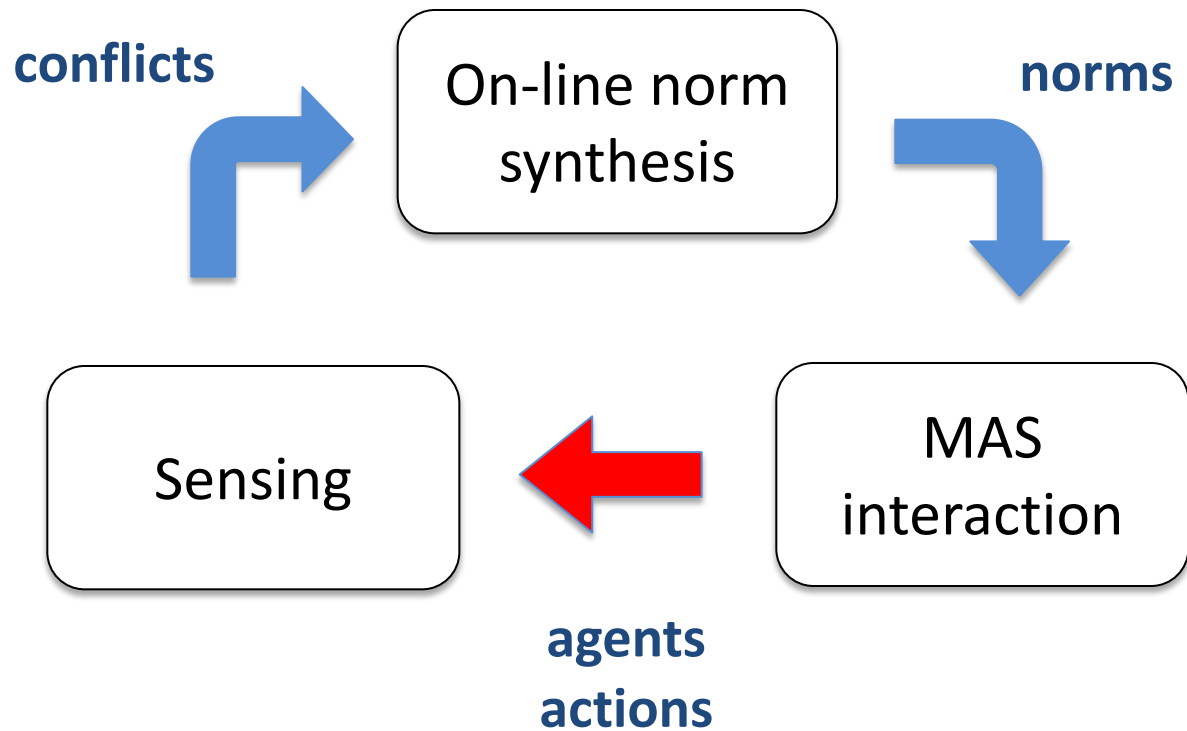 conflicts
On-line norm
synthesis
norms
Sensing
MAS
interaction
agents
actions